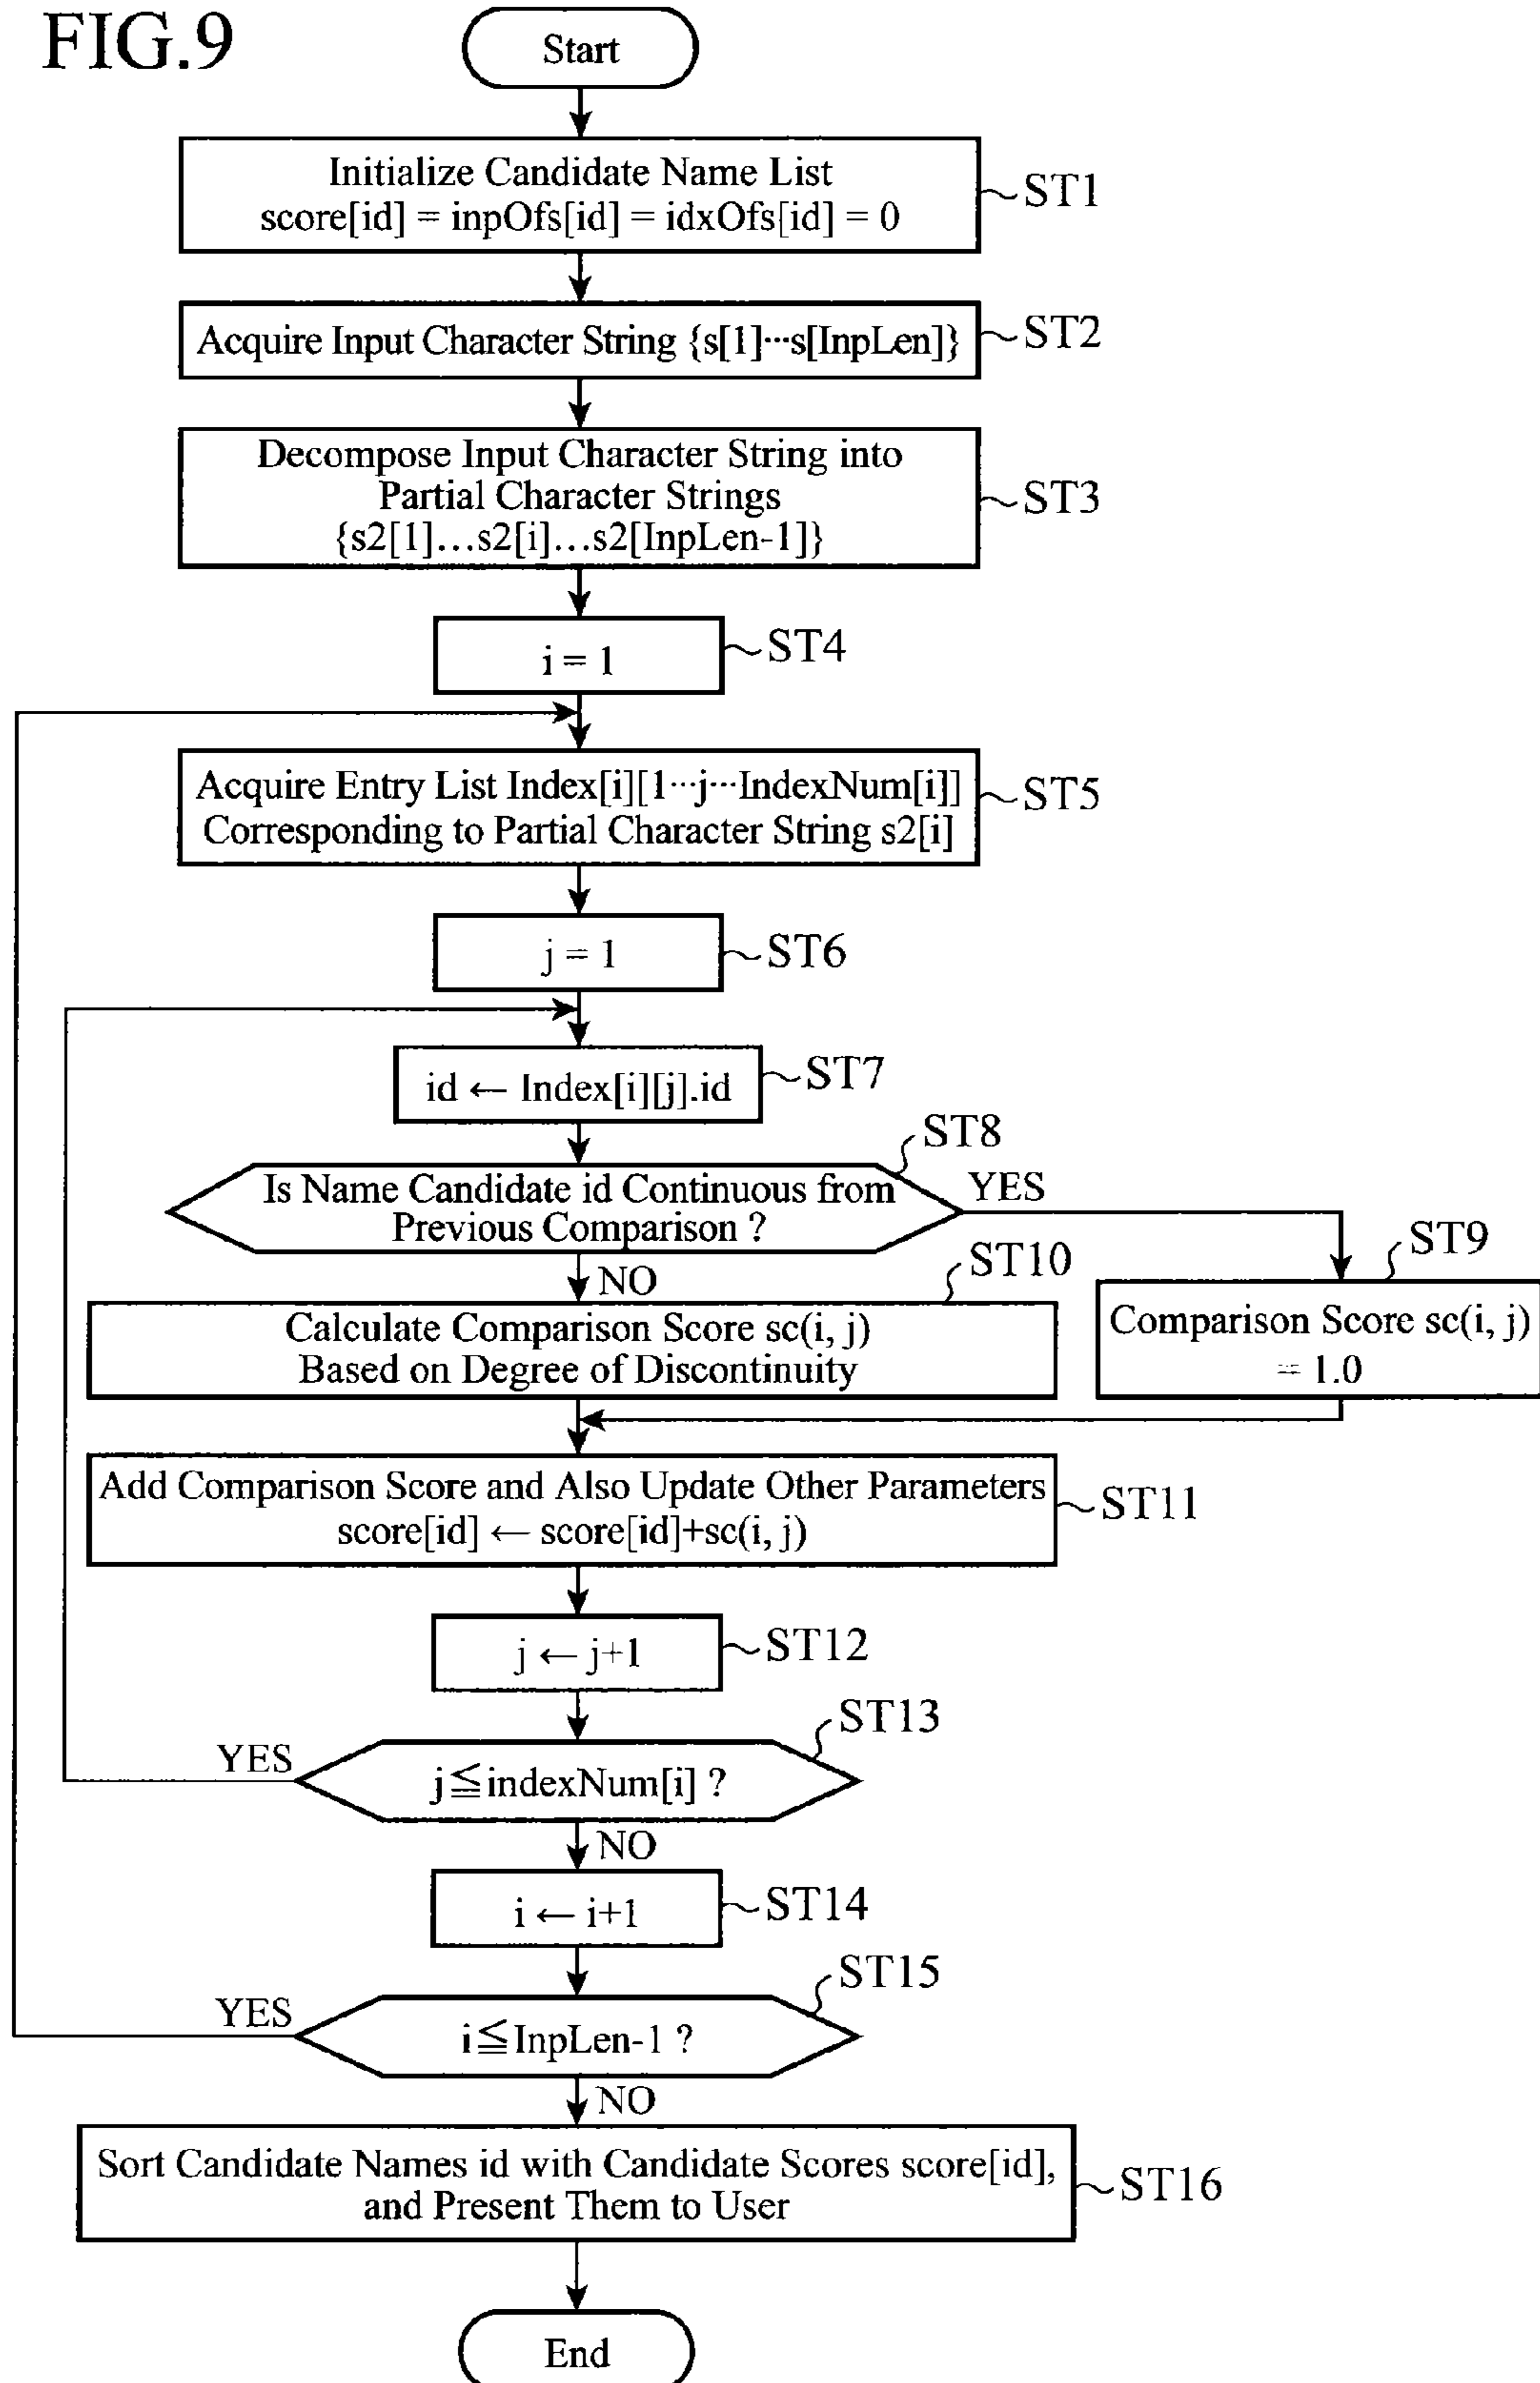 FIG.9
Start
Initialize Candidate Name List
score[id] = inpOfs[id] = idxOfs[id] = 0
ST1
Acquire Input Character String {s[1]···s[InpLen]}
ST2
Decompose Input Character String into
Partial Character Strings
{s2[1]...s2[i]...s2[InpLen-1]}
ST3
i = 1
ST4
Acquire Entry List Index[i][1···j···IndexNum[i]]
Corresponding to Partial Character String s2[i]
ST5
j = 1
ST6
id ← Index[i][j].id
ST7
ST8
Is Name Candidate id Continuous from
Previous Comparison ?
YES
NO
ST9
Comparison Score sc(i, j)
= 1.0
ST10
Calculate Comparison Score sc(i, j)
Based on Degree of Discontinuity
Add Comparison Score and Also Update Other Parameters
score[id] ← score[id]+sc(i, j)
ST11
j ← j+1
ST12
ST13
YES
j≦indexNum[i] ?
NO
i ← i+1
ST14
ST15
YES
i≦InpLen-1 ?
NO
Sort Candidate Names id with Candidate Scores score[id],
and Present Them to User
ST16
End